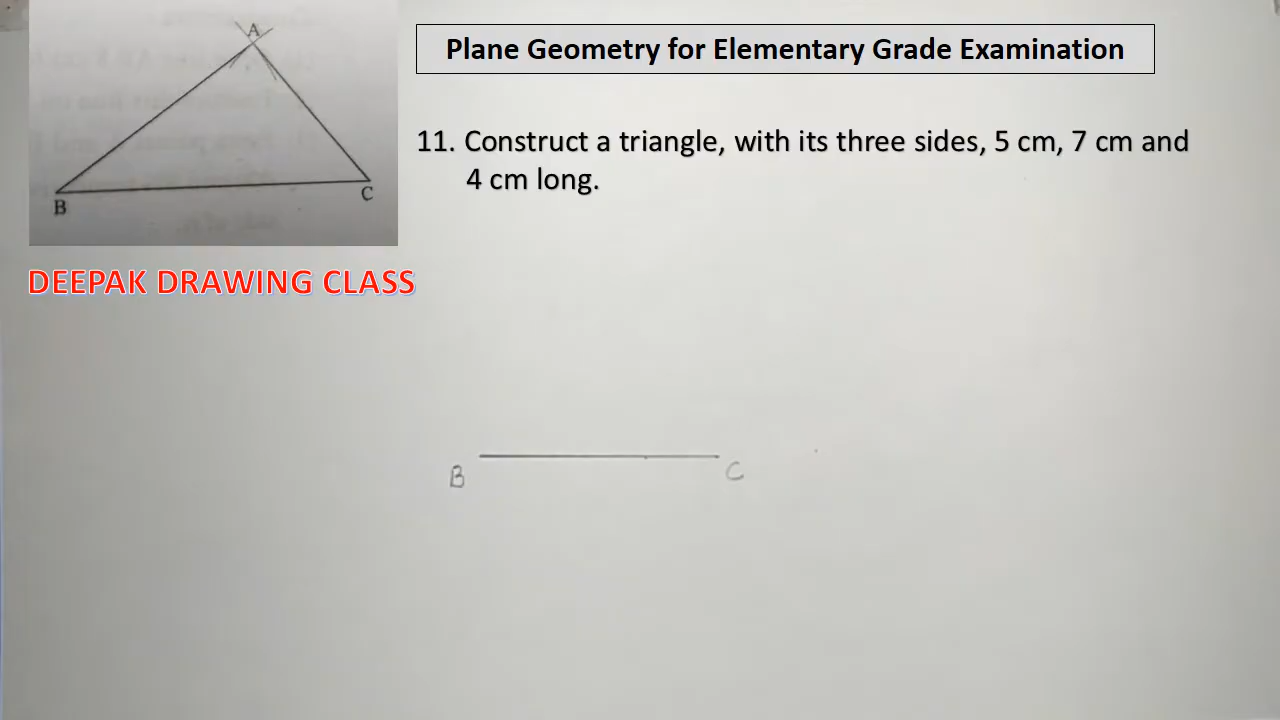 A
B
C
Plane Geometry for Elementary Grade Examination
11. Construct a triangle, with its three sides, 5 cm, 7 cm and
4 cm long.
DEEPAK DRAWING CLASS
B
C